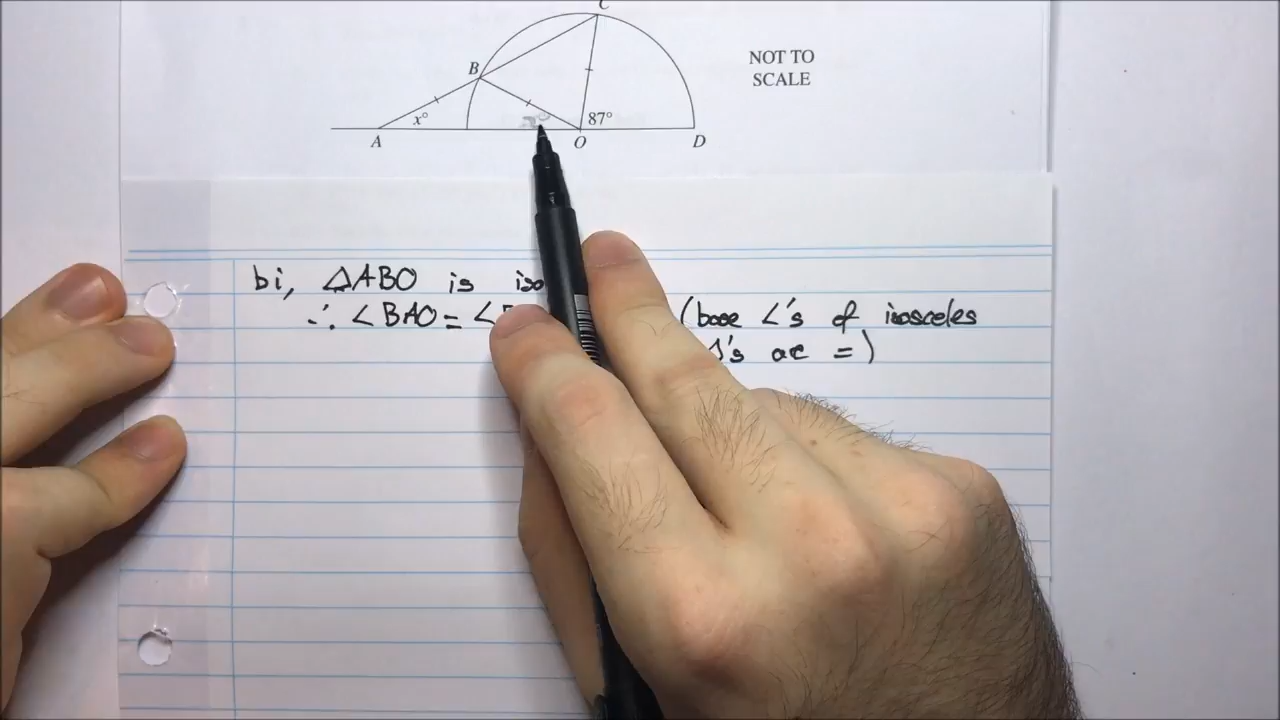 C
NOT TO
SCALE
B
x°
x°
87°
A
O
D
bi, △ABO is
∴ ∠BAO = ∠ (base ∠'s of isosceles
△'s are =)